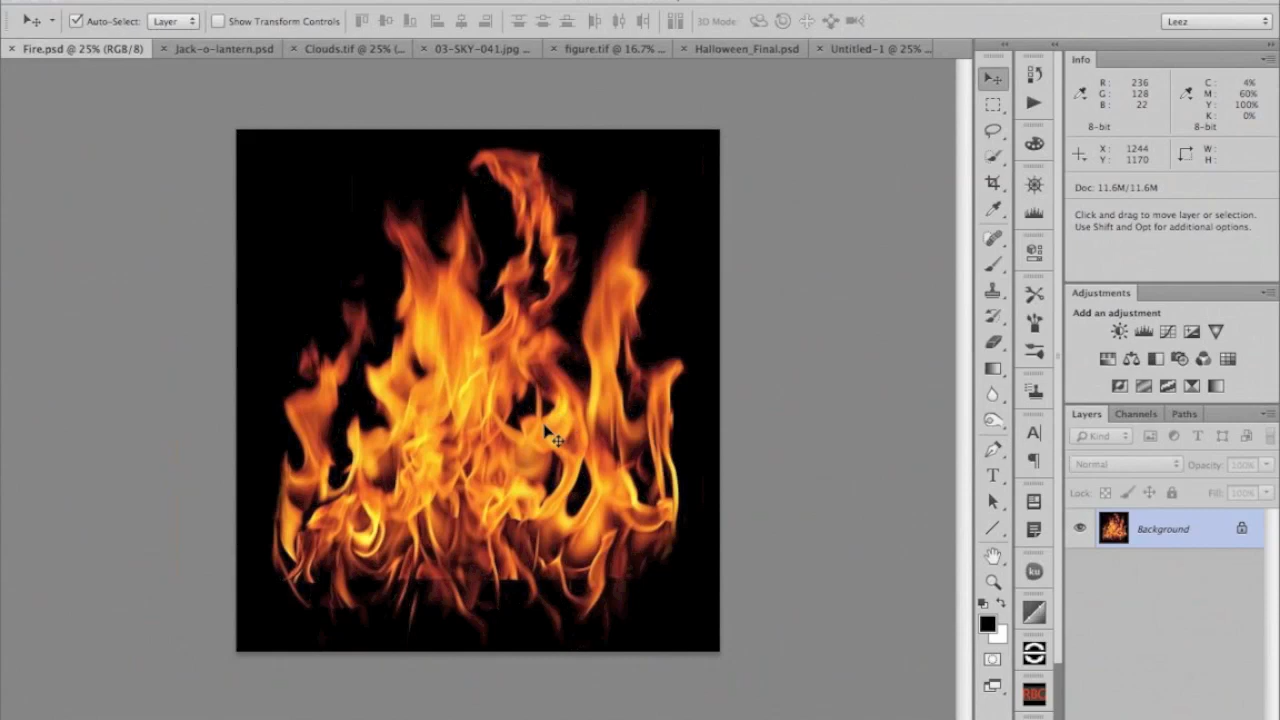 Auto-Select: Layer Show Transform Controls 3D Mode: Leez
× Fire.psd @ 25% (RGB/8) × Jack-o-lantern.psd × Clouds.tif @ 25% (... × 03-SKY-041.jpg ... × figure.tif @ 16.7% ... × Halloween_Final.psd × Untitled-1 @ 25% ...
Info
R: 236 C: 4%
G: 128 M: 60%
B: 22 Y: 100%
K: 0%
8-bit 8-bit
X: 1244 W:
Y: 1170 H:
Doc: 11.6M/11.6M
Click and drag to move layer or selection.
Use Shift and Opt for additional options.
Adjustments
Add an adjustment
Layers Channels Paths
Kind
Normal Opacity: 100%
Lock: Fill: 100%
Background
ku
RBG